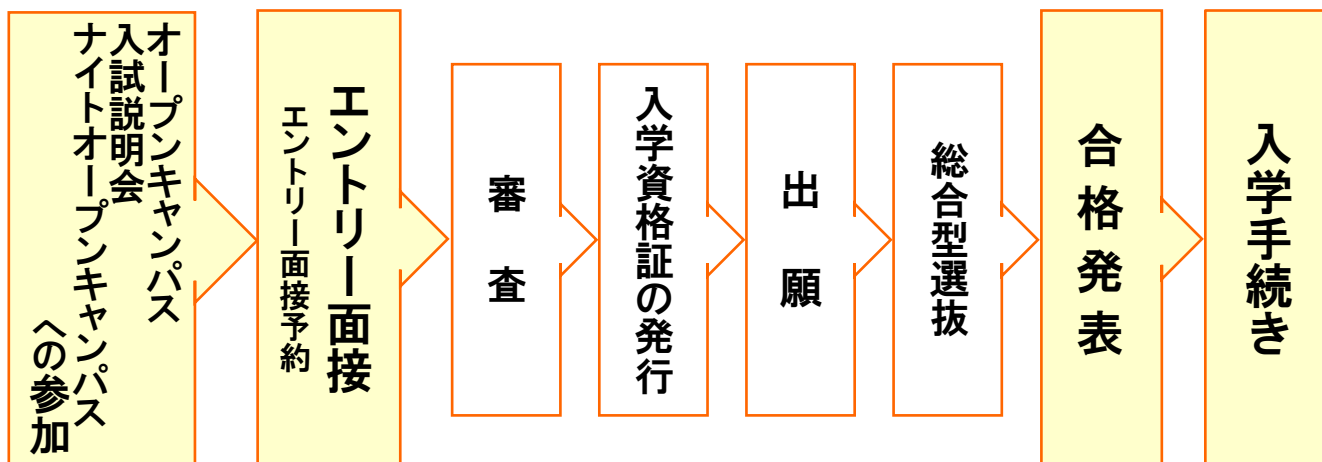 オープンキャンパス
入試説明会
ナイトオープンキャンパス
への参加
エントリー面接
エントリー面接予約
審査
入学資格証の発行
出願
総合型選抜
合格発表
入学手続き